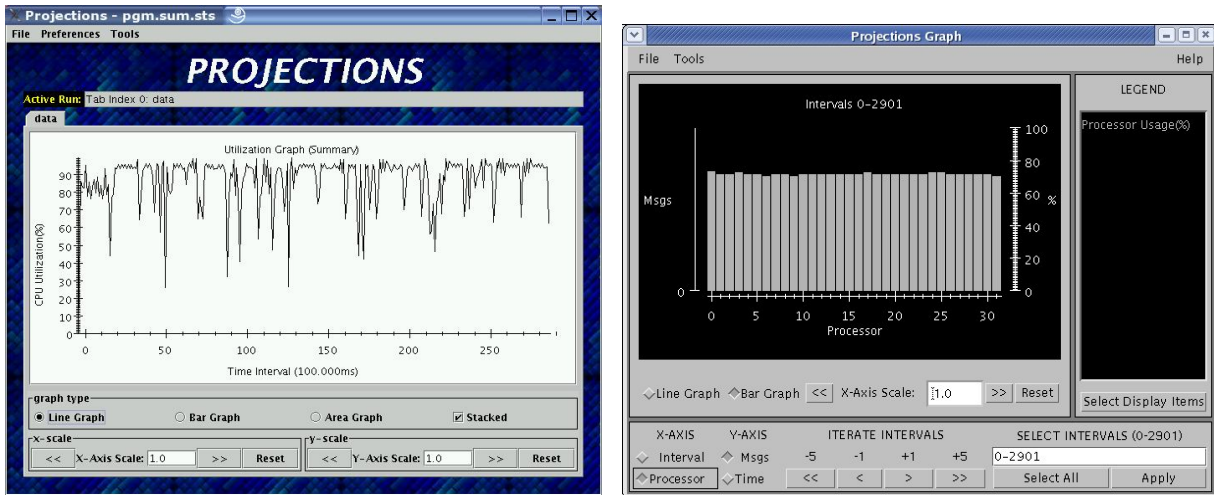 Projections - pgm.sum.sts
File Preferences Tools
PROJECTIONS
Active Run: Tab Index 0: data
data
Utilization Graph (Summary)
90
80
70
60
50
40
30
20
10
0
CPU Utilization(%)
0 50 100 150 200 250
Time Interval (100.000ms)
graph type
Line Graph Bar Graph Area Graph Stacked
x-scale y-scale
<< X-Axis Scale: 1.0 >> Reset << Y-Axis Scale: 1.0 >> Reset
Projections Graph
File Tools Help
Intervals 0-2901
Msgs
0
100
80
60
40
20
0
%
0 5 10 15 20 25 30
Processor
Line Graph Bar Graph << X-Axis Scale: 1.0 >> Reset
LEGEND
Processor Usage(%)
Select Display Items
X-AXIS Y-AXIS ITERATE INTERVALS SELECT INTERVALS (0-2901)
Interval Msgs -5 -1 +1 +5 0-2901
Processor Time << < > >> Select All Apply